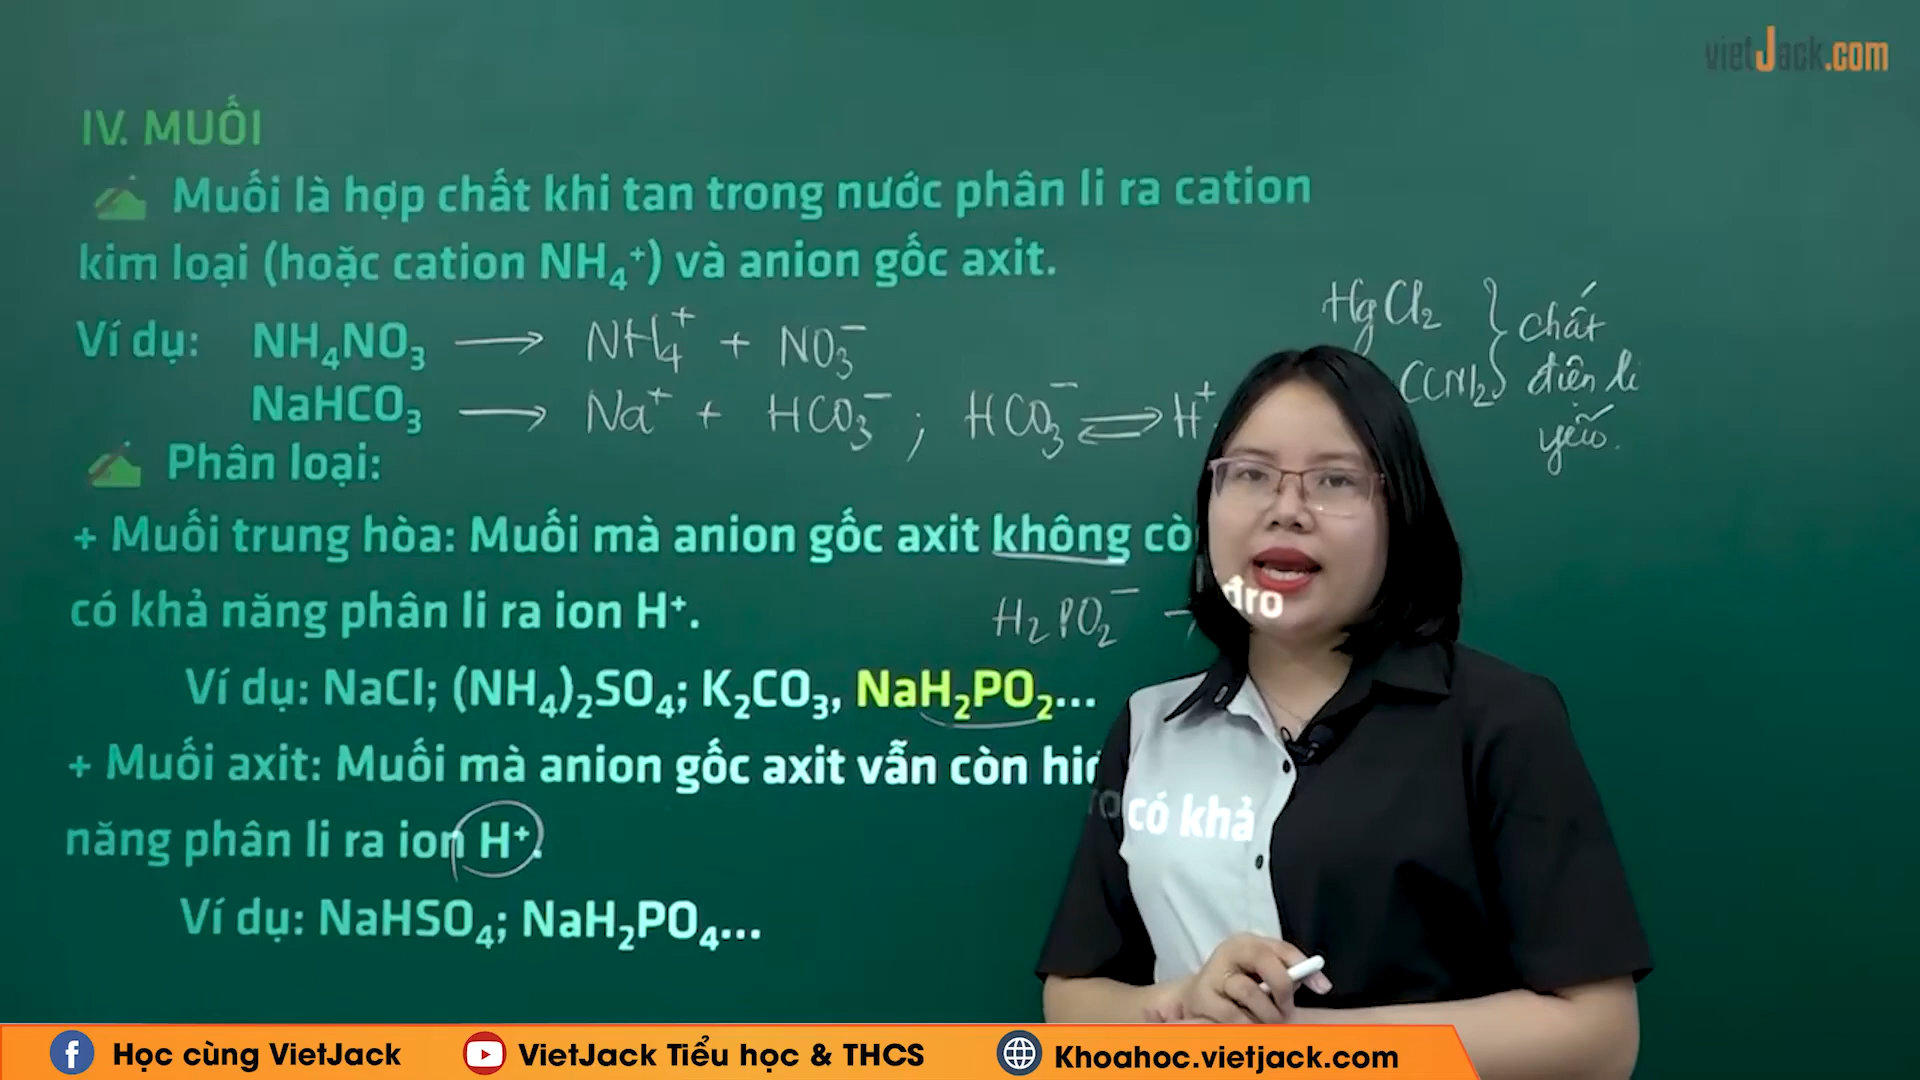 vietJack.com
IV. MUỐI
Muối là hợp chất khi tan trong nước phân li ra cation
kim loại (hoặc cation NH₄⁺) và anion gốc axit.
Ví dụ: NH₄NO₃ → NH₄⁺ + NO₃⁻
NaHCO₃ → Na⁺ + HCO₃⁻ ; HCO₃⁻ ⇌ H⁺
HgCl₂
chất
điện li
yếu.
Phân loại:
+ Muối trung hòa: Muối mà anion gốc axit không
đro
có khả năng phân li ra ion H⁺.
H₂PO₂⁻
Ví dụ: NaCl; (NH₄)₂SO₄; K₂CO₃, NaH₂PO₂...
+ Muối axit: Muối mà anion gốc axit vẫn còn
có khả
năng phân li ra ion H⁺.
Ví dụ: NaHSO₄; NaH₂PO₄...
Học cùng VietJack
VietJack Tiểu học & THCS
Khoahoc.vietjack.com